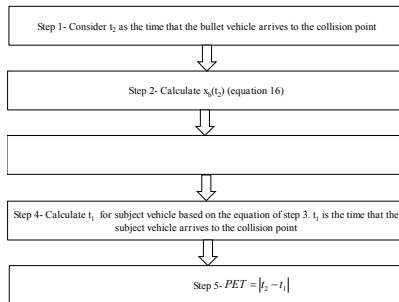 Step 1- Consider t₂ as the time that the bullet vehicle arrives to the collision point
Step 2- Calculate xb(t₂) (equation 16)
Step 4- Calculate t₁ for subject vehicle based on the equation of step 3. t₁ is the time that the
subject vehicle arrives to the collision point
Step 5- PET = |t₂ − t₁|